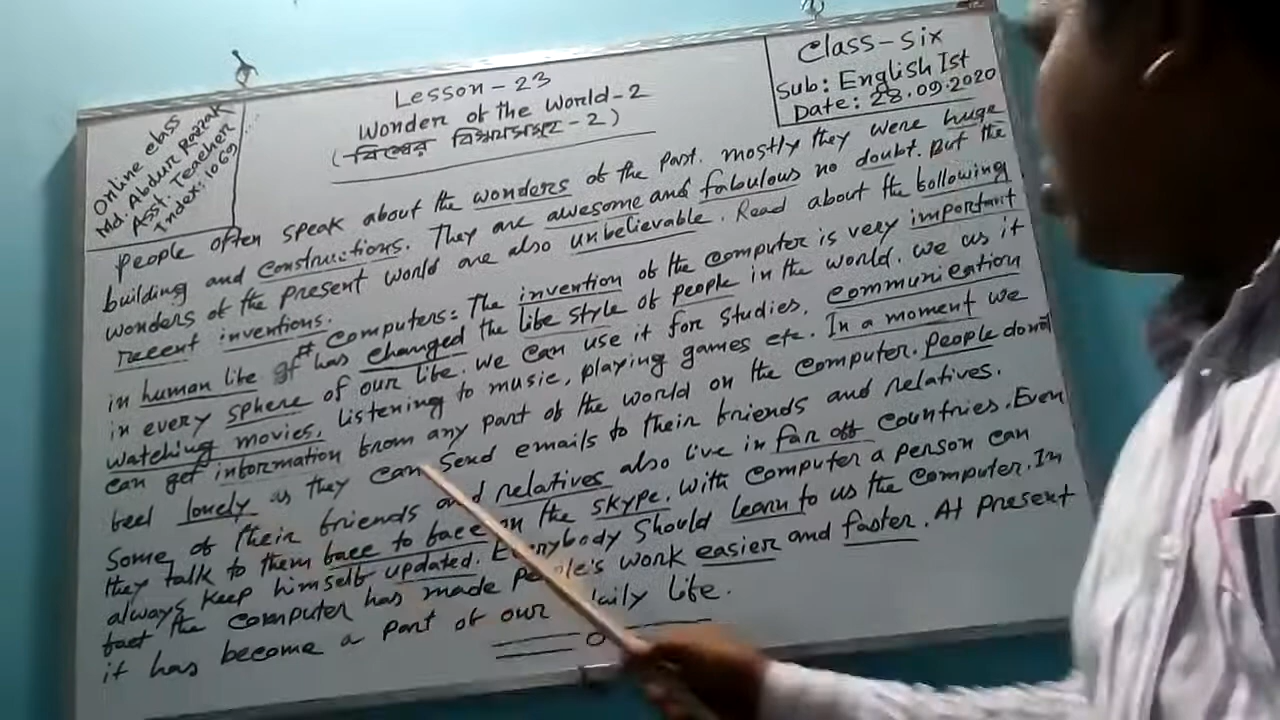 Online class
Md. Abdur Razzak
Asst. Teacher
Index: 1069...
Lesson - 23
Wonder of the World-2
(বিশ্বের বিস্ময়সমূহ - 2)
Class-Six
Sub: English Ist
Date: 28.09.2020
People often speak about the wonders of the past. mostly they were huge
building and constructions. They are awesome and fabulous no doubt. But the
wonders of the present world are also unbelievable. Read about the following
recent inventions.
# Computers: The invention of the computer is very important
in human life it has changed the life style of people in the world. We us it
in every sphere of our life. We can use it for studies, communication
watching movies, listening to music, playing games etc. In a moment we
can get information from any part of the world on the computer. People donot
feel lonely as they can send emails to their friends and relatives.
Some of their friends and relatives also live in far off countries. Even
they talk to them face to face on the skype. With computer a person can
always keep himself updated. Everybody Should learn to us the computer. In
fact the computer has made people's work easier and faster. At present
it has become a part of our daily life.